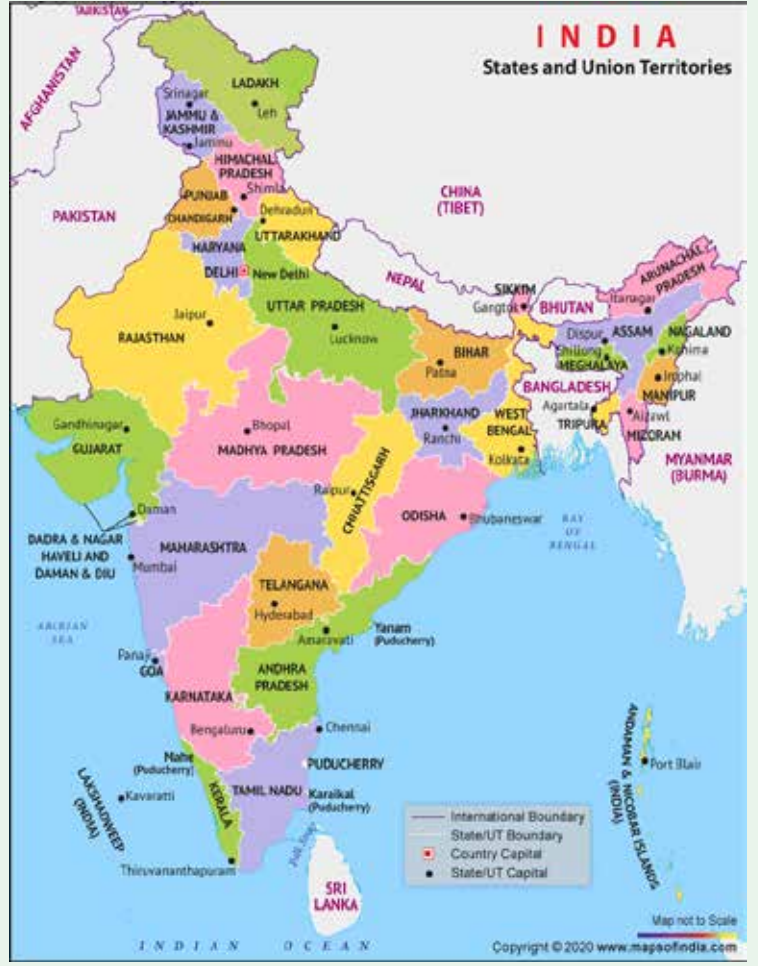 TAJIKISTAN
INDIA
States and Union Territories
AFGHANISTAN
LADAKH
Srinagar
Leh
JAMMU &
KASHMIR
Jammu
HIMACHAL
PRADESH
Shimla
PUNJAB
CHANDIGARH
Dehradun
UTTARAKHAND
CHINA
(TIBET)
PAKISTAN
HARYANA
DELHI
New Delhi
NEPAL
ARUNACHAL
PRADESH
SIKKIM
Gangtok
BHUTAN
Itanagar
UTTAR PRADESH
Jaipur
RAJASTHAN
Lucknow
Dispur
ASSAM
NAGALAND
Shillong
Kohima
MEGHALAYA
BIHAR
Patna
Imphal
MANIPUR
BANGLADESH
Agartala
TRIPURA
Aizawl
MIZORAM
JHARKHAND
Ranchi
WEST
BENGAL
Kolkata
MYANMAR
(BURMA)
Gandhinagar
GUJARAT
Bhopal
MADHYA PRADESH
CHHATTISGARH
Raipur
ODISHA
Bhubaneswar
BAY
OF
BENGAL
Daman
DADRA & NAGAR
HAVELI AND
DAMAN & DIU
MAHARASHTRA
Mumbai
TELANGANA
Hyderabad
ARABIAN
SEA
Amaravati
Yanam
(Puducherry)
Panaji
GOA
KARNATAKA
ANDHRA
PRADESH
Bengaluru
Chennai
Mahe
(Puducherry)
PUDUCHERRY
TAMIL NADU
Karaikal
(Puducherry)
KERALA
LAKSHADWEEP
(INDIA)
Kavaratti
Thiruvananthapuram
Palk Strait
SRI
LANKA
ANDAMAN & NICOBAR ISLANDS
(INDIA)
Port Blair
International Boundary
State/UT Boundary
Country Capital
State/UT Capital
Map not to Scale
INDIAN OCEAN
Copyright © 2020 www.mapsofindia.com